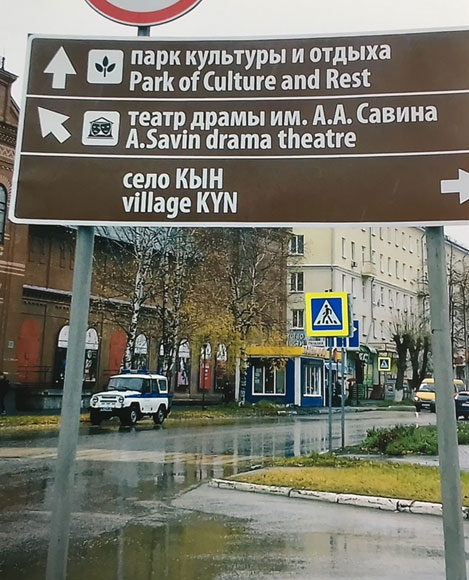 парк культуры и отдыха
Park of Culture and Rest
театр драмы им. А.А. Савина
A.Savin drama theatre
село КЫН
village KYN